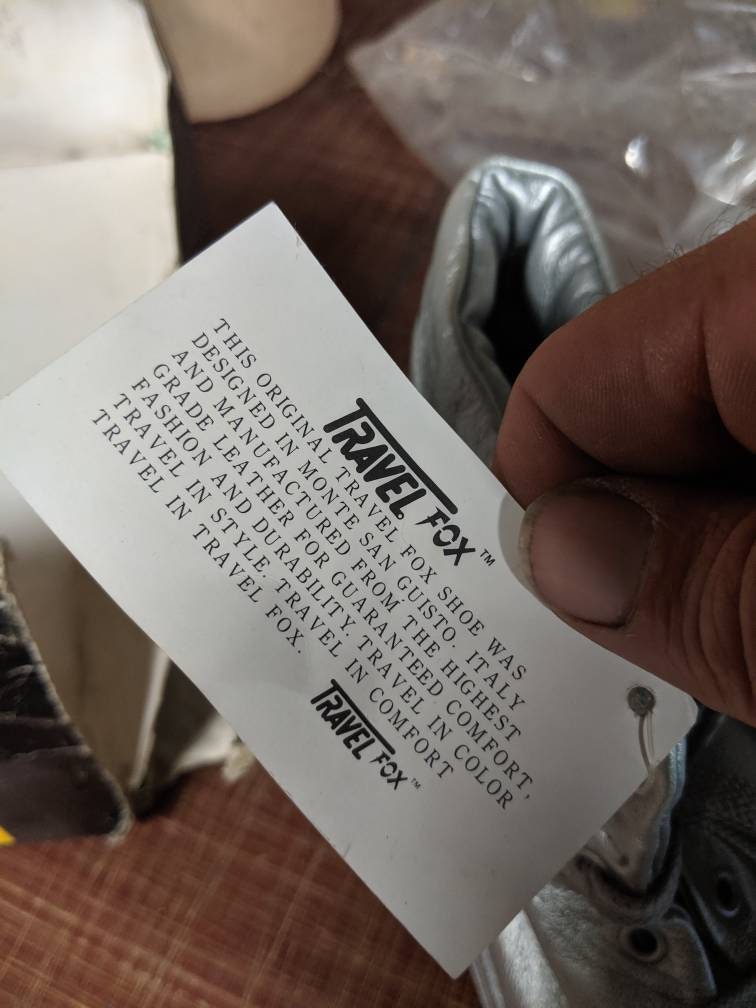 TRAVEL FOX™
THIS ORIGINAL TRAVEL FOX SHOE WAS
DESIGNED IN MONTE SAN GUISTO. ITALY
AND MANUFACTURED FROM THE HIGHEST
GRADE LEATHER FOR GUARANTEED COMFORT,
FASHION AND DURABILITY. TRAVEL IN COLOR
TRAVEL IN STYLE. TRAVEL IN COMFORT
TRAVEL IN TRAVEL FOX.
TRAVEL FOX™